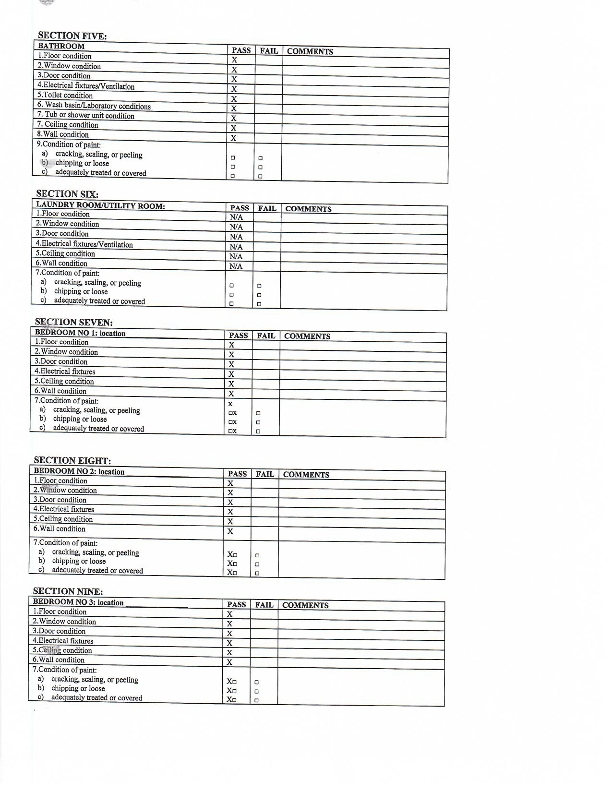 SECTION FIVE:
BATHROOM PASS FAIL COMMENTS
1.Floor condition X
2.Window condition X
3.Door condition X
4.Electrical fixtures/Ventilation X
5.Toilet condition X
6. Wash basin/Laboratory conditions X
7. Tub or shower unit condition X
7. Ceiling condition X
8.Wall condition X
9.Condition of paint:
a) cracking, scaling, or peeling □ □
b) chipping or loose □ □
c) adequately treated or covered □ □
SECTION SIX:
LAUNDRY ROOM/UTILITY ROOM: PASS FAIL COMMENTS
1.Floor condition N/A
2.Window condition N/A
3.Door condition N/A
4.Electrical fixtures/Ventilation N/A
5.Ceiling condition N/A
6.Wall condition N/A
7.Condition of paint:
a) cracking, scaling, or peeling □ □
b) chipping or loose □ □
c) adequately treated or covered □ □
SECTION SEVEN:
BEDROOM NO 1: location PASS FAIL COMMENTS
1.Floor condition X
2.Window condition X
3.Door condition X
4.Electrical fixtures X
5.Ceiling condition X
6.Wall condition X
7.Condition of paint: X
a) cracking, scaling, or peeling □X □
b) chipping or loose □X □
c) adequately treated or covered □X □
SECTION EIGHT:
BEDROOM NO 2: location PASS FAIL COMMENTS
1.Floor condition X
2.Window condition X
3.Door condition X
4.Electrical fixtures X
5.Ceiling condition X
6.Wall condition X
7.Condition of paint:
a) cracking, scaling, or peeling X□ □
b) chipping or loose X□ □
c) adequately treated or covered X□ □
SECTION NINE:
BEDROOM NO 3: location PASS FAIL COMMENTS
1.Floor condition X
2.Window condition X
3.Door condition X
4.Electrical fixtures X
5.Ceiling condition X
6.Wall condition X
7.Condition of paint:
a) cracking, scaling, or peeling X□ □
b) chipping or loose X□ □
c) adequately treated or covered X□ □